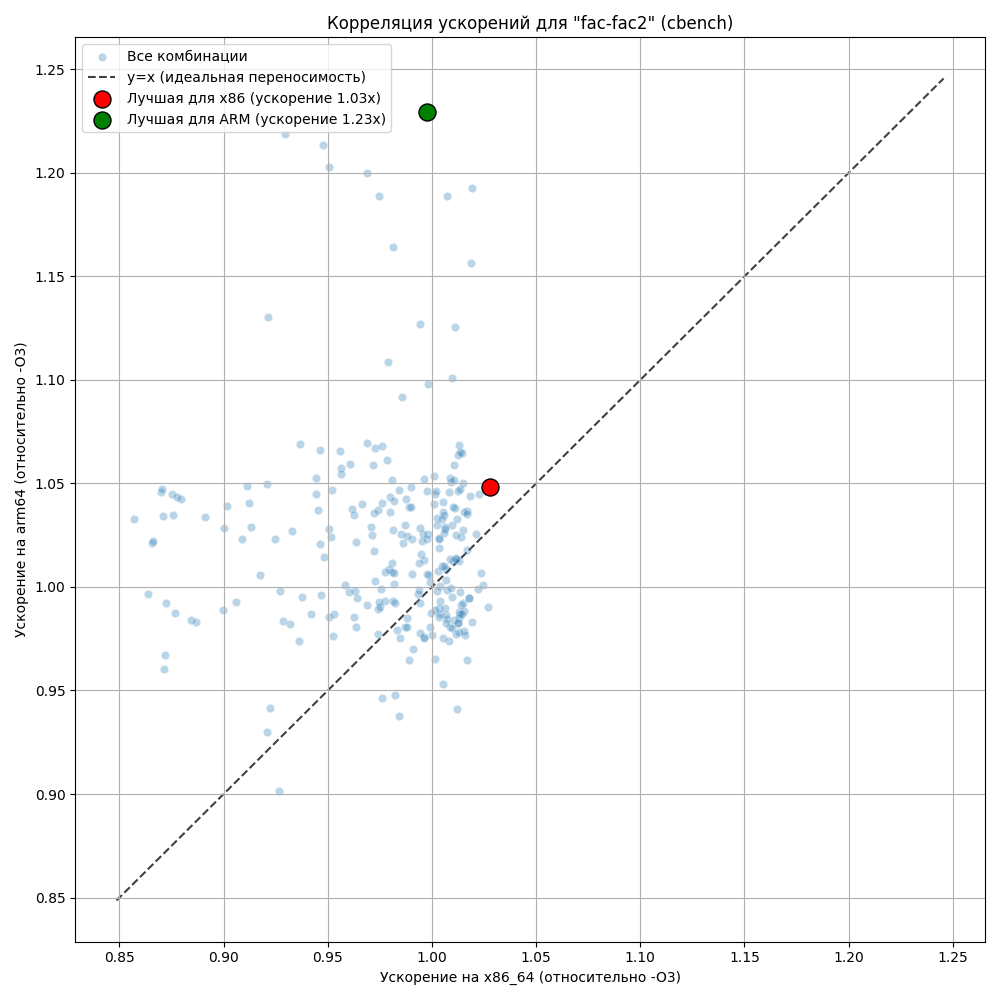 Корреляция ускорений для "fac-fac2" (cbench)
Все комбинации
y=x (идеальная переносимость)
Лучшая для x86 (ускорение 1.03x)
Лучшая для ARM (ускорение 1.23x)
Ускорение на arm64 (относительно -O3)
1.25
1.20
1.15
1.10
1.05
1.00
0.95
0.90
0.85
0.85 0.90 0.95 1.00 1.05 1.10 1.15 1.20 1.25
Ускорение на x86_64 (относительно -O3)